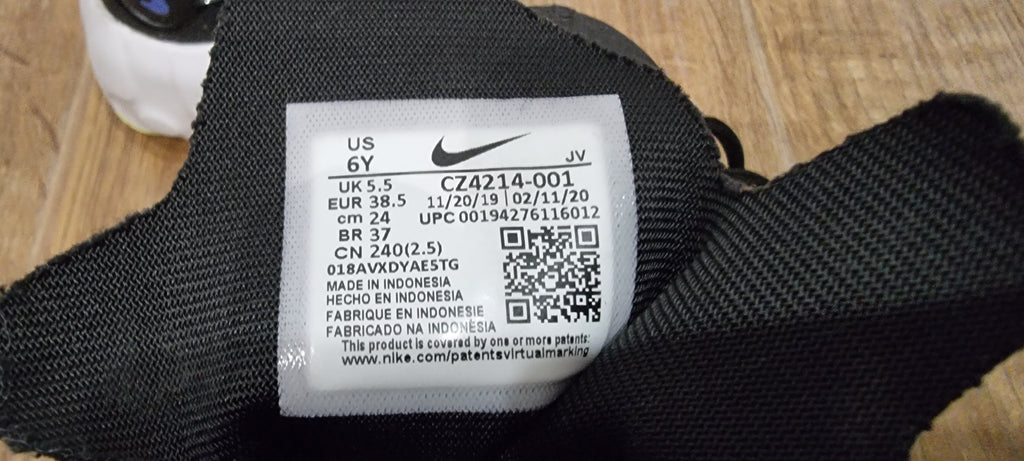 US
6Y
JV
UK 5.5 CZ4214-001
EUR 38.5 11/20/19 | 02/11/20
cm 24 UPC 00194276116012
BR 37
CN 240(2.5)
018AVXDYAE5TG
MADE IN INDONESIA
HECHO EN INDONESIA
FABRIQUE EN INDONESIE
FABRICADO NA INDONÉSIA
This product is covered by one or more patents:
www.nike.com/patentsvirtualmarking